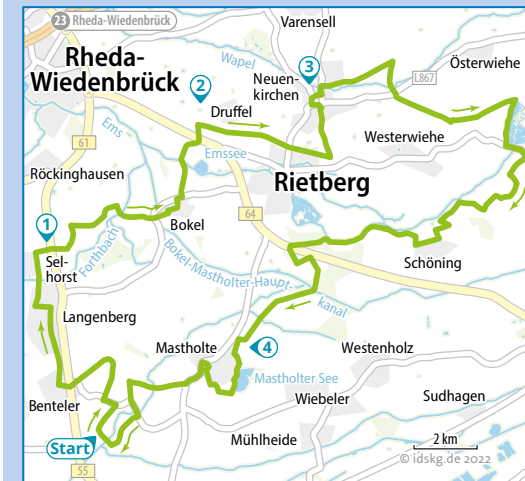 23 Rheda-Wiedenbrück
Varensell
Rheda-
Wiedenbrück
Wapel
3
Österwiehe
Neuen-
kirchen
L867
2
Druffel
Ems
61
Emssee
Westerwiehe
Röckinghausen
Rietberg
64
1
Bokel
Sel-
horst
Forthbach
Bokel-Mastholter-Haupt-
kanal
Schöning
Langenberg
Mastholte
4
Westenholz
Mastholter See
Benteler
Wiebeler
Sudhagen
Start
Mühlheide
2 km
55
© idskg.de 2022